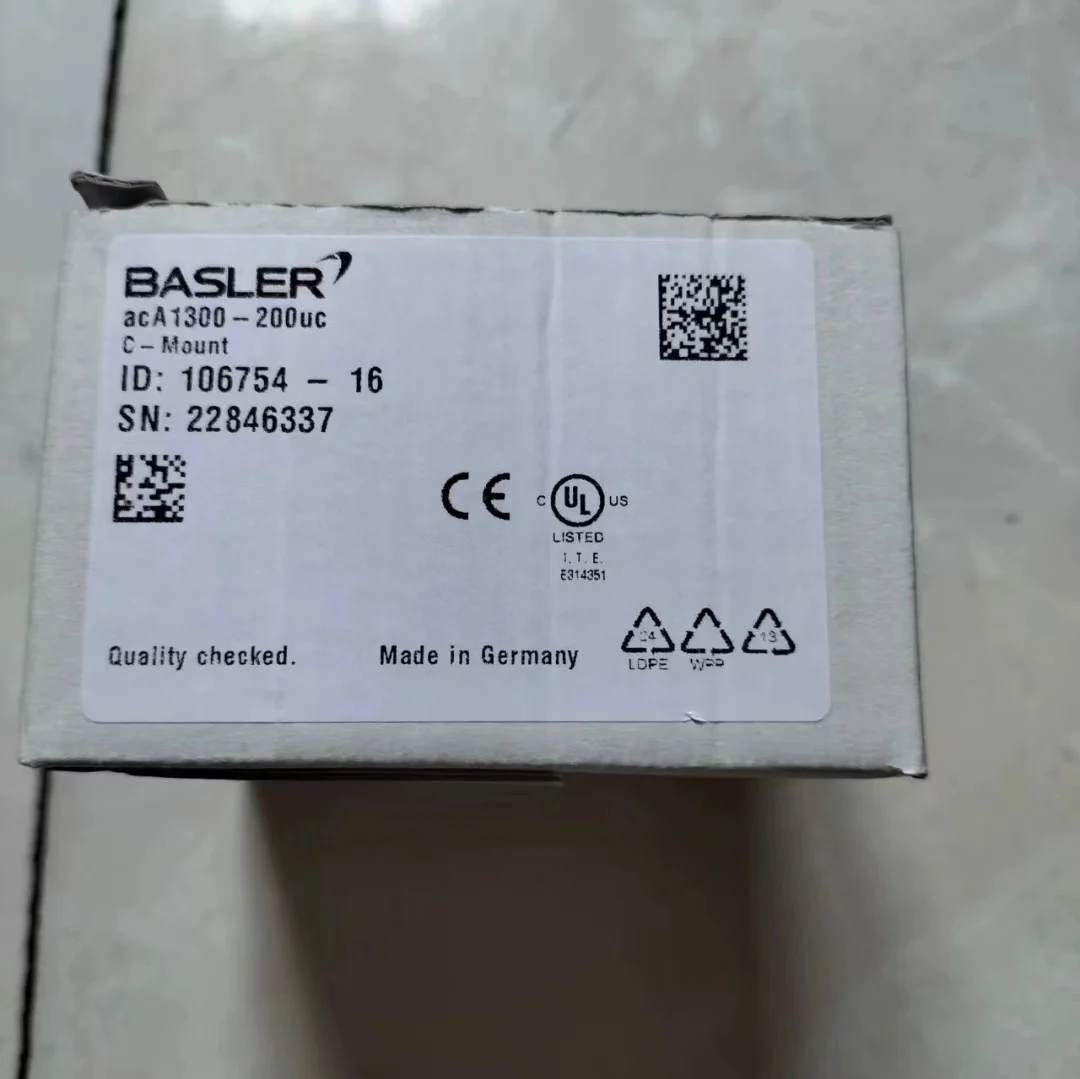 BASLER
acA1300-200uc
C-Mount
ID: 106754 - 16
SN: 22846337
CE
C UL US
LISTED
I. T. E.
E314351
Quality checked.
Made in Germany
LDPE
13